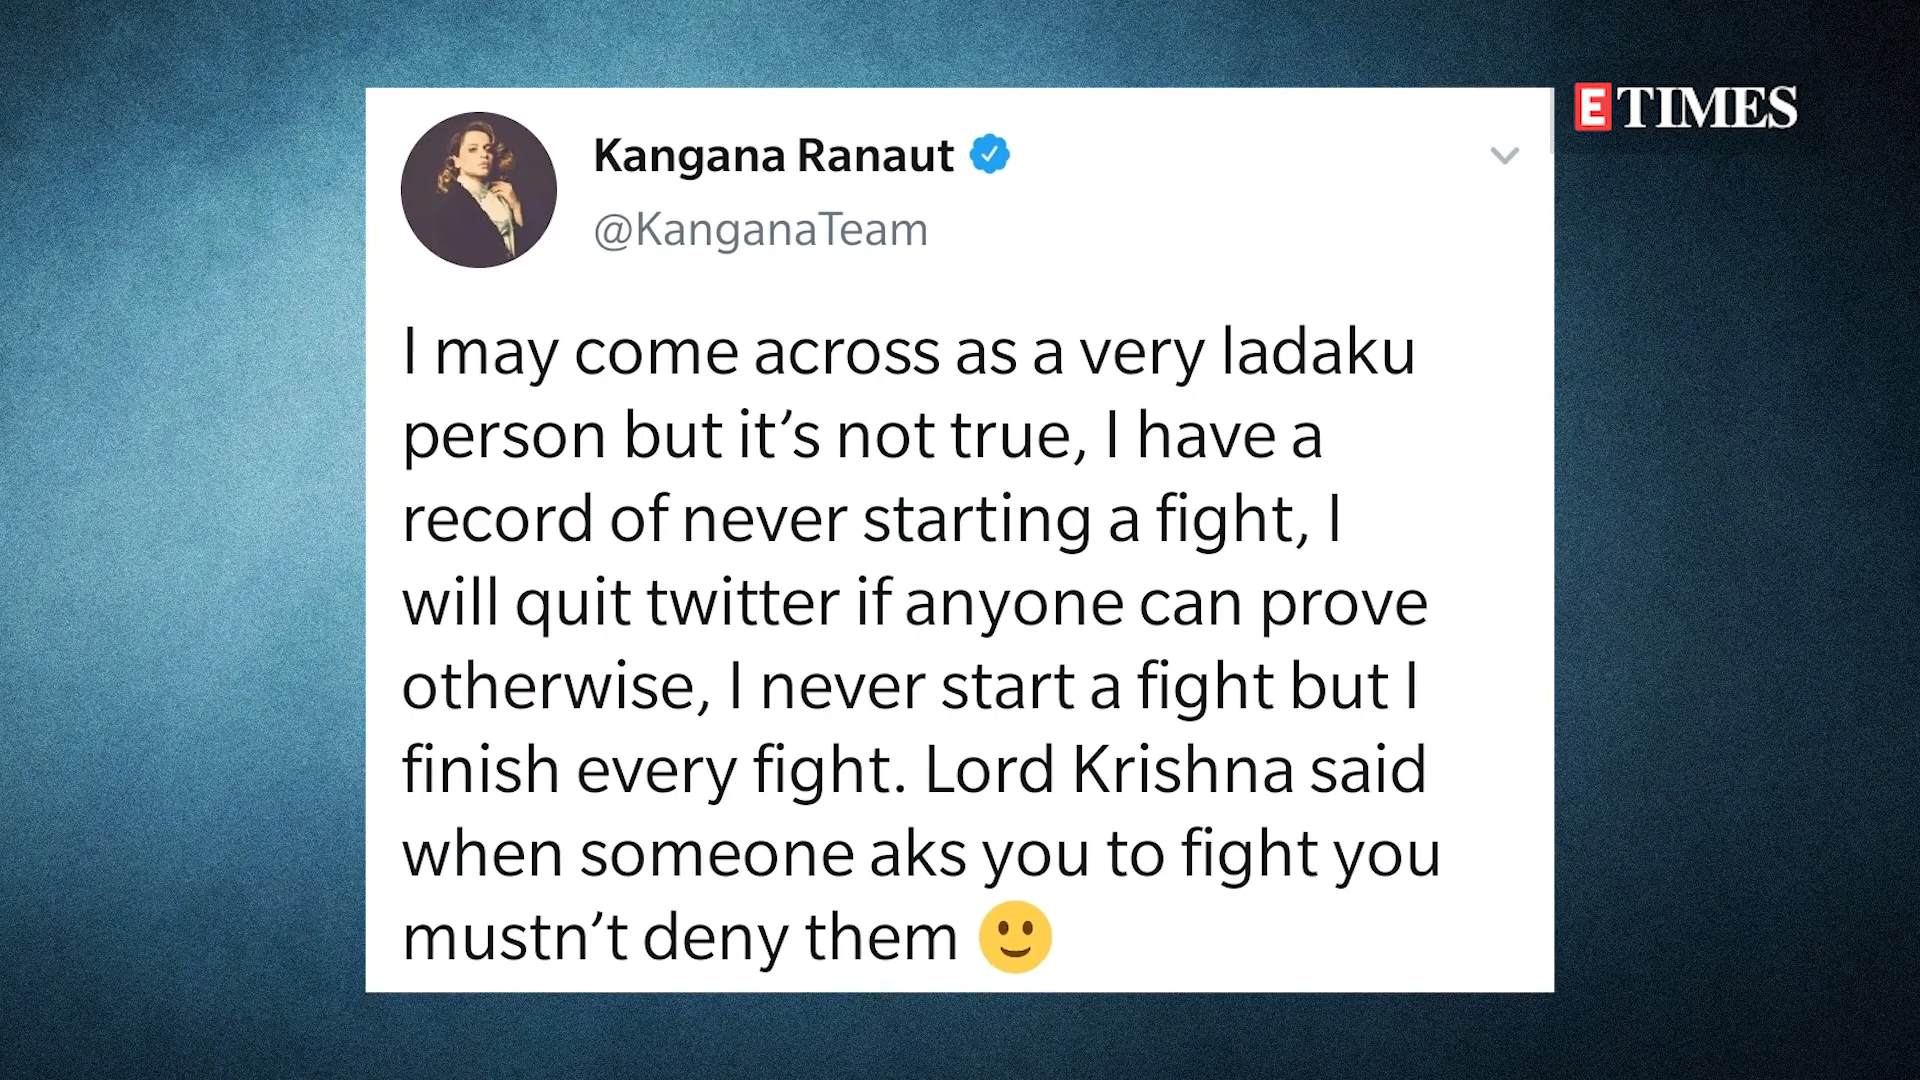 ETIMES
Kangana Ranaut
@KanganaTeam
I may come across as a very ladaku
person but it’s not true, I have a
record of never starting a fight, I
will quit twitter if anyone can prove
otherwise, I never start a fight but I
finish every fight. Lord Krishna said
when someone aks you to fight you
mustn’t deny them 🙂